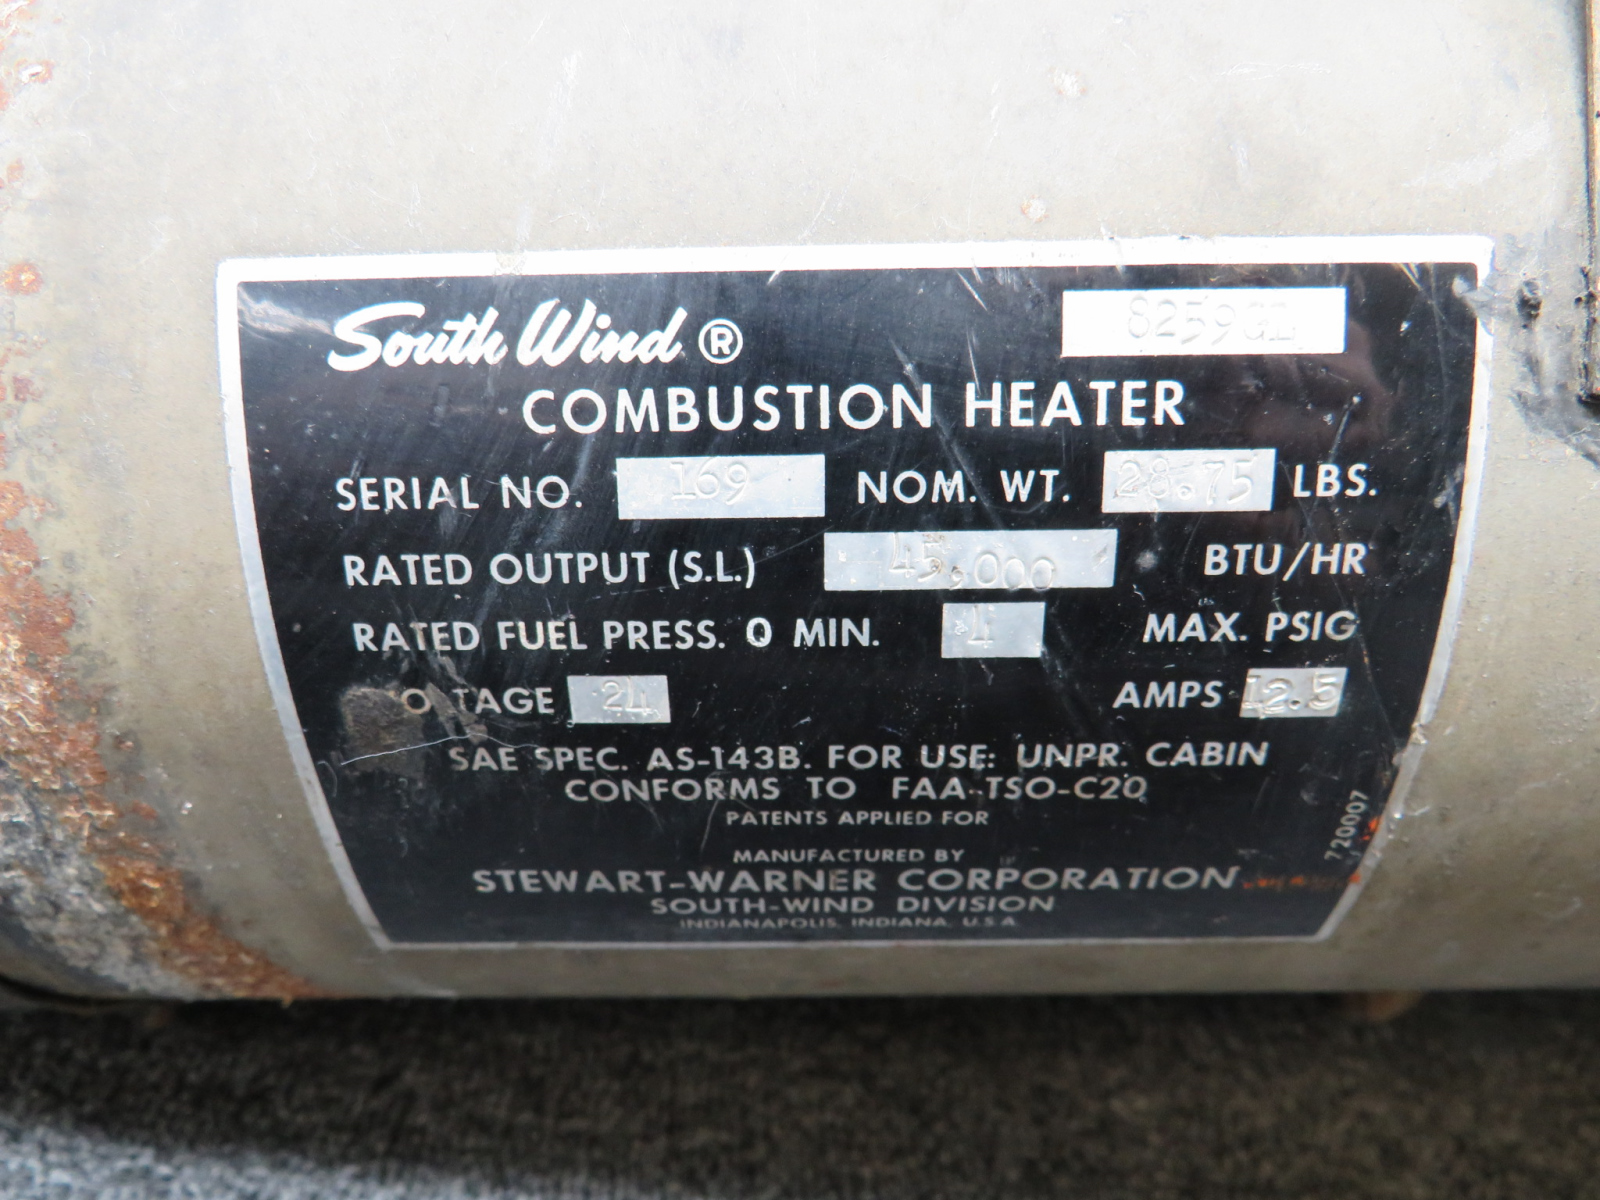 South Wind ®
COMBUSTION HEATER
SERIAL NO. 169 NOM. WT. 28.75 LBS.
RATED OUTPUT (S.L.) 45,000 BTU/HR
RATED FUEL PRESS. 0 MIN. 4 MAX. PSIG
O TAGE 24 AMPS 12.5
SAE SPEC. AS-143B. FOR USE: UNPR. CABIN
CONFORMS TO FAA-TSO-C20
PATENTS APPLIED FOR
MANUFACTURED BY
STEWART-WARNER CORPORATION
SOUTH-WIND DIVISION
INDIANAPOLIS, INDIANA. U.S.A.
720007